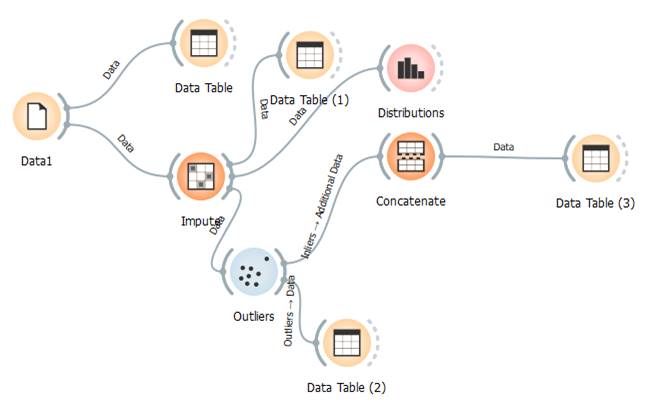 Data
Data Table
Data
Data Table (1)
Data
Distributions
Data1
Data
Impute
Data
Inliers → Additional Data
Concatenate
Data
Data Table (3)
Outliers
Outliers → Data
Data Table (2)